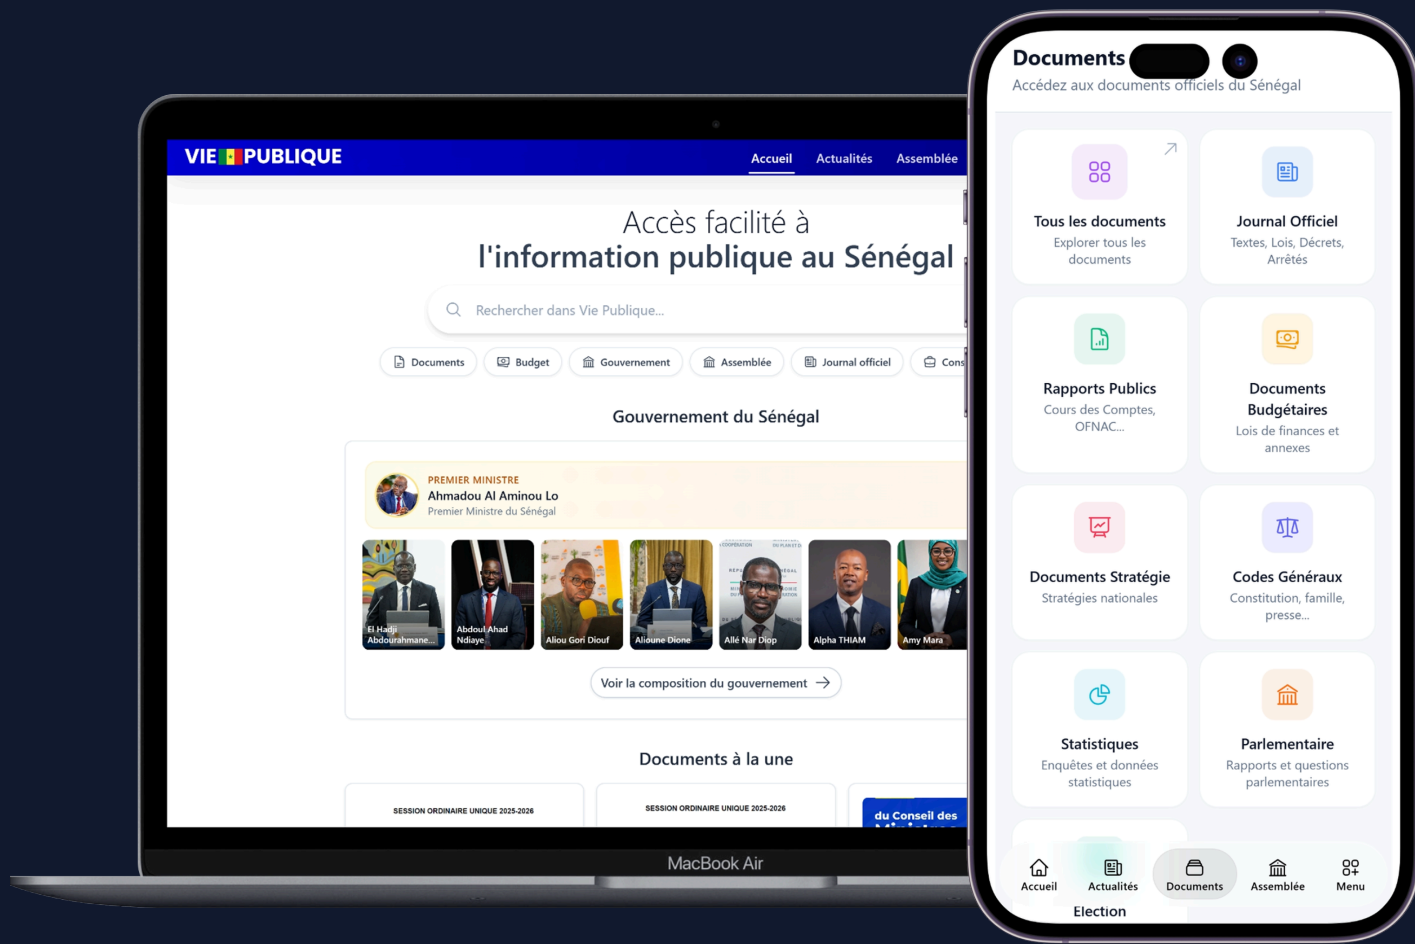 VIE PUBLIQUE
Accueil Actualités Assemblée
Accès facilité à
l'information publique au Sénégal
Rechercher dans Vie Publique...
Documents Budget Gouvernement Assemblée Journal officiel Cons
Gouvernement du Sénégal
PREMIER MINISTRE
Ahmadou Al Aminou Lo
Premier Ministre du Sénégal
El Hadji
Abdourahmane...
Abdoul Ahad
Ndiaye
Aliou Gori Diouf
Alioune Dione
Allé Nar Diop
Alpha THIAM
Amy Mara
Voir la composition du gouvernement
Documents à la une
SESSION ORDINAIRE UNIQUE 2025-2026
SESSION ORDINAIRE UNIQUE 2025-2026
du Conseil des
MacBook Air
Documents
Accédez aux documents officiels du Sénégal
Tous les documents
Explorer tous les
documents
Journal Officiel
Textes, Lois, Décrets,
Arrêtés
Rapports Publics
Cours des Comptes,
OFNAC...
Documents
Budgétaires
Lois de finances et
annexes
Documents Stratégie
Stratégies nationales
Codes Généraux
Constitution, famille,
presse...
Statistiques
Enquêtes et données
statistiques
Parlementaire
Rapports et questions
parlementaires
Accueil Actualités Documents Assemblée Menu
Election